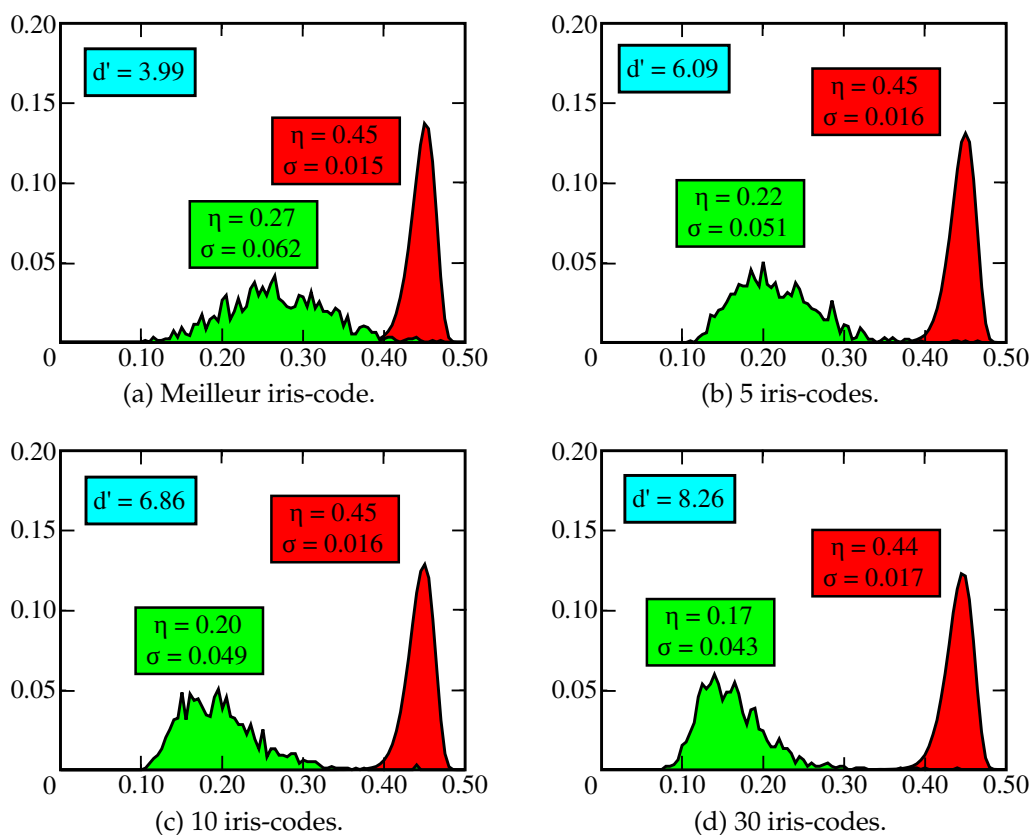 0.20
d' = 3.99
0.15
η = 0.45
σ = 0.015
0.10
η = 0.27
σ = 0.062
0.05
0 0.10 0.20 0.30 0.40 0.50
(a) Meilleur iris-code.
0.20
d' = 6.09
η = 0.45
σ = 0.016
0.15
0.10
η = 0.22
σ = 0.051
0.05
0 0.10 0.20 0.30 0.40 0.50
(b) 5 iris-codes.
0.20
d' = 6.86
0.15
η = 0.45
σ = 0.016
0.10
η = 0.20
σ = 0.049
0.05
0 0.10 0.20 0.30 0.40 0.50
(c) 10 iris-codes.
0.20
d' = 8.26
0.15
η = 0.44
σ = 0.017
0.10
η = 0.17
σ = 0.043
0.05
0 0.10 0.20 0.30 0.40 0.50
(d) 30 iris-codes.